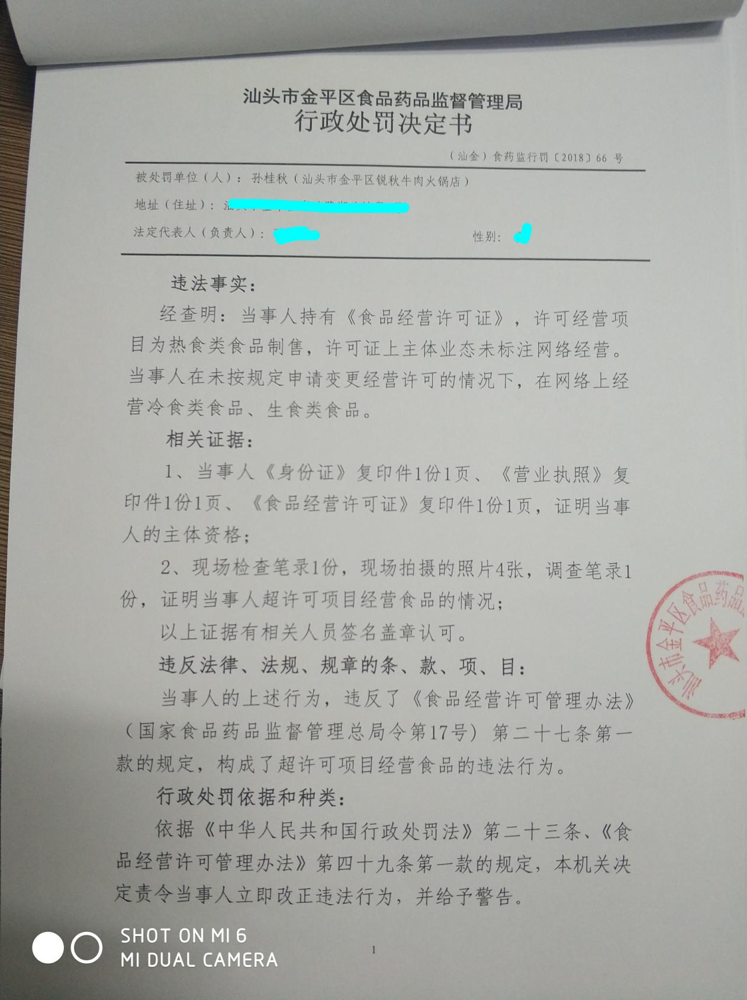 汕头市金平区食品药品监督管理局
行政处罚决定书
（汕金）食药监行罚〔2018〕66 号
被处罚单位（人）：孙桂秋（汕头市金平区锐秋牛肉火锅店）
地址（住址）：
法定代表人（负责人）： 性别：
违法事实：
经查明：当事人持有《食品经营许可证》，许可经营项
目为热食类食品制售，许可证上主体业态未标注网络经营。
当事人在未按规定申请变更经营许可的情况下，在网络上经
营冷食类食品、生食类食品。
相关证据：
1、当事人《身份证》复印件1份1页、《营业执照》复
印件1份1页、《食品经营许可证》复印件1份1页，证明当事
人的主体资格；
2、现场检查笔录1份，现场拍摄的照片4张，调查笔录1
份，证明当事人超许可项目经营食品的情况；
以上证据有相关人员签名盖章认可。
违反法律、法规、规章的条、款、项、目：
当事人的上述行为，违反了《食品经营许可管理办法》
（国家食品药品监督管理总局令第17号）第二十七条第一
款的规定，构成了超许可项目经营食品的违法行为。
行政处罚依据和种类：
依据《中华人民共和国行政处罚法》第二十三条、《食
品经营许可管理办法》第四十九条第一款的规定，本机关决
定责令当事人立即改正违法行为，并给予警告。
汕头市金平区食品药品
SHOT ON MI 6
MI DUAL CAMERA
1